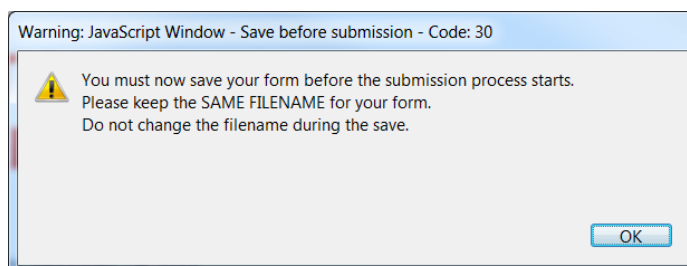 Warning: JavaScript Window - Save before submission - Code: 30
You must now save your form before the submission process starts.
Please keep the SAME FILENAME for your form.
Do not change the filename during the save.
OK